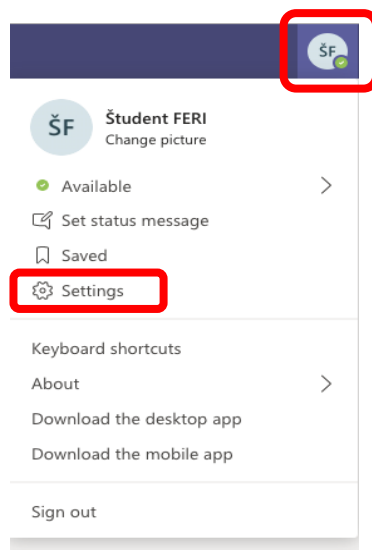 ŠF
ŠF
Študent FERI
Change picture
Available
Set status message
Saved
Settings
Keyboard shortcuts
About
Download the desktop app
Download the mobile app
Sign out